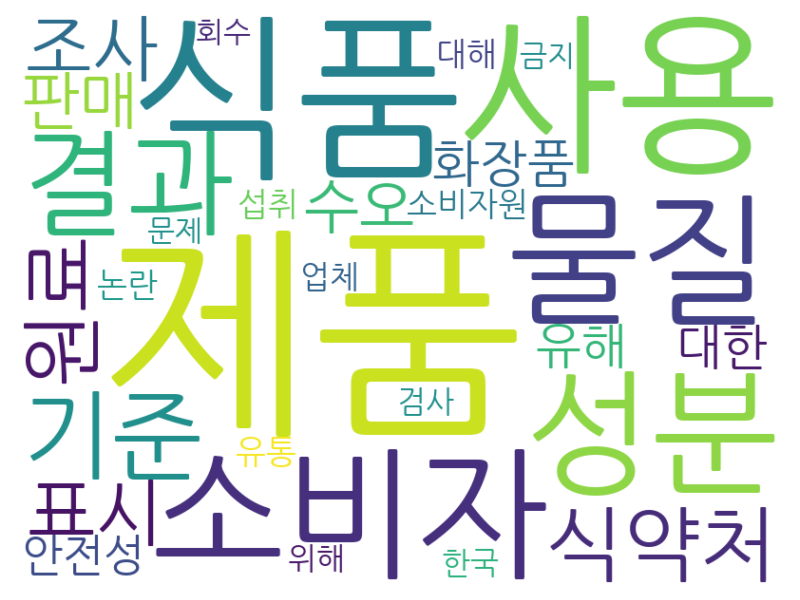 조사
회수
식품
대해
금지
사용
판매
결과
화장품
섭취
수오
소비자원
문제
물질
원료
논란
제품
업체
유해
대한
기준
검사
성분
유통
표시
소비자
식약처
안전성
위해
한국